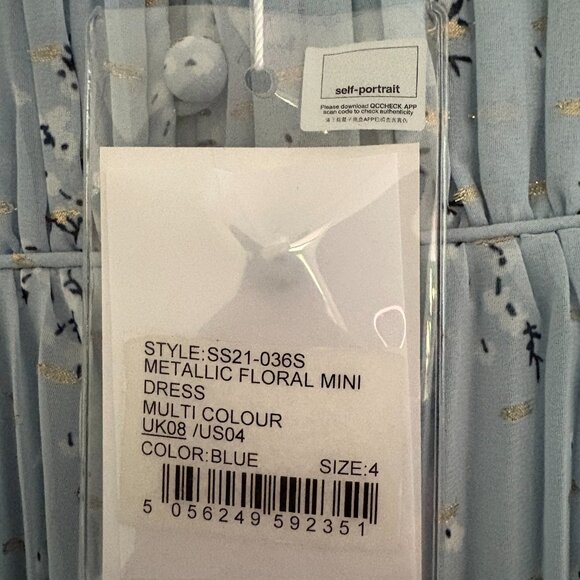 self-portrait
Please download QCCHECK APP
scan code to check authenticity
STYLE:SS21-036S
METALLIC FLORAL MINI
DRESS
MULTI COLOUR
UK08 /US04
COLOR:BLUE SIZE:4
5 056249 592351